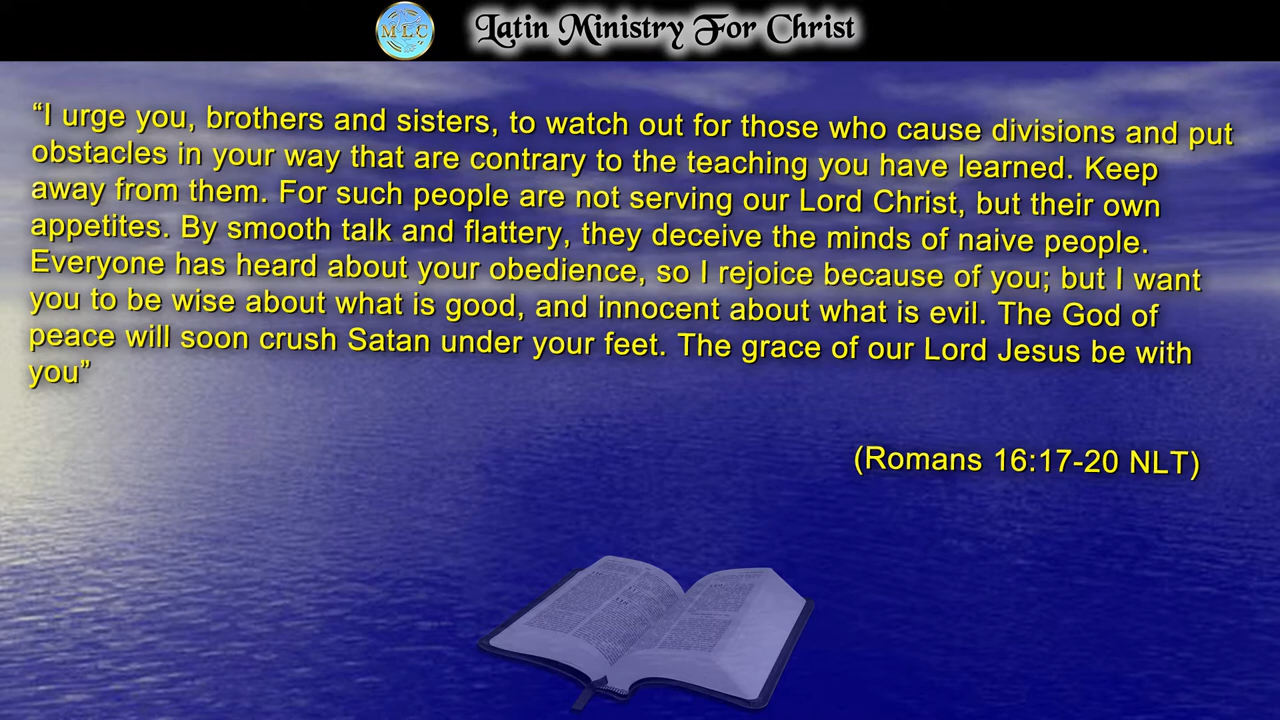 MLC
Latin Ministry For Christ
“I urge you, brothers and sisters, to watch out for those who cause divisions and put
obstacles in your way that are contrary to the teaching you have learned. Keep
away from them. For such people are not serving our Lord Christ, but their own
appetites. By smooth talk and flattery, they deceive the minds of naive people.
Everyone has heard about your obedience, so I rejoice because of you; but I want
you to be wise about what is good, and innocent about what is evil. The God of
peace will soon crush Satan under your feet. The grace of our Lord Jesus be with
you”
(Romans 16:17-20 NLT)